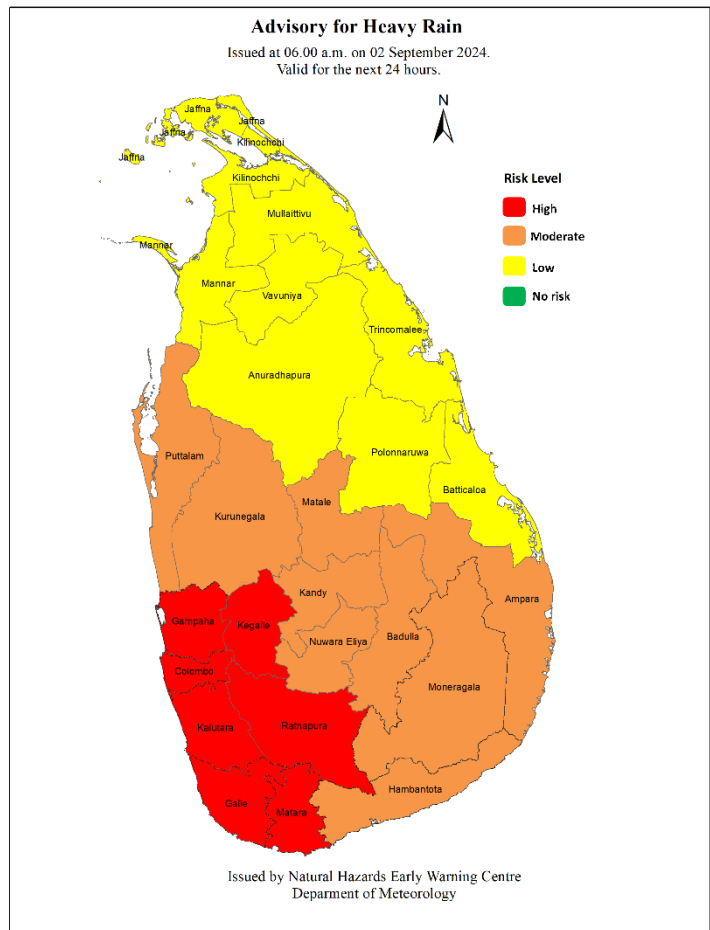 Advisory for Heavy Rain
Issued at 06.00 a.m. on 02 September 2024.
Valid for the next 24 hours.
N
Jaffna
Jaffna
Jaffna
Kilinochchi
Jaffna
Kilinochchi
Risk Level
High
Moderate
Low
No risk
Mullaittivu
Mannar
Mannar
Vavuniya
Trincomalee
Anuradhapura
Polonnaruwa
Puttalam
Batticaloa
Matale
Kurunegala
Kandy
Ampara
Gampaha
Kegalle
Nuwara Eliya
Badulla
Colombo
Moneragala
Kalutara
Ratnapura
Hambantota
Galle
Matara
Issued by Natural Hazards Early Warning Centre
Deparment of Meteorology